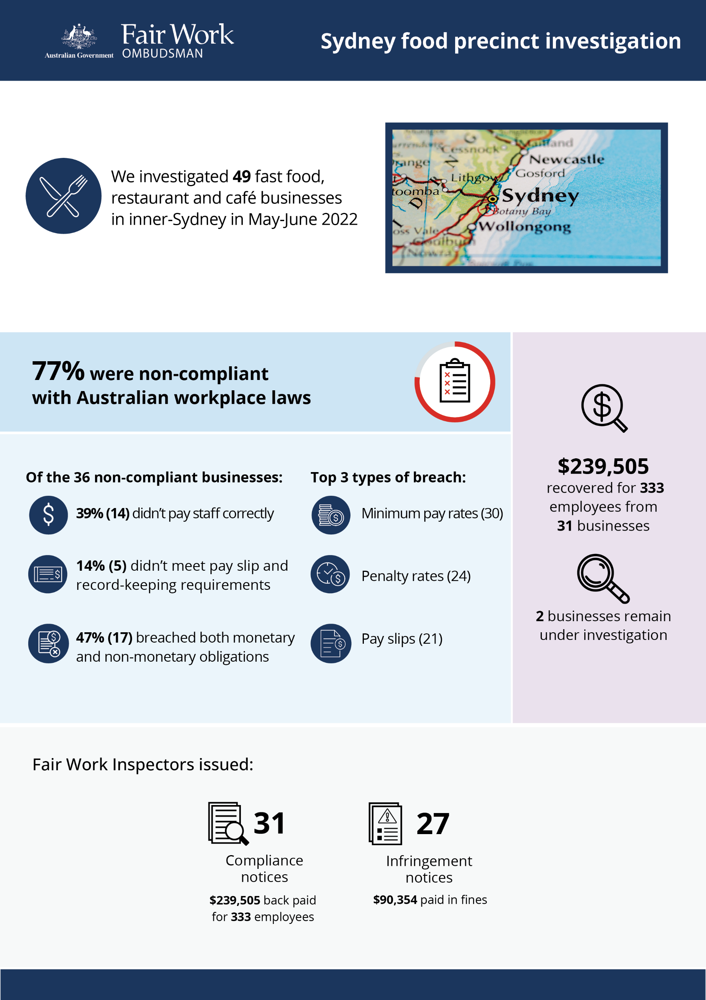 Australian Government
Fair Work
OMBUDSMAN
Sydney food precinct investigation
We investigated 49 fast food,
restaurant and café businesses
in inner-Sydney in May-June 2022
Maitland
Cessnock
Newcastle
Gosford
Lithgow
Sydney
Botany Bay
Wollongong
oss Vale
Goulburn
Nowra
range
toomba
77% were non-compliant
with Australian workplace laws
Of the 36 non-compliant businesses:
39% (14) didn't pay staff correctly
14% (5) didn't meet pay slip and
record-keeping requirements
47% (17) breached both monetary
and non-monetary obligations
Top 3 types of breach:
Minimum pay rates (30)
Penalty rates (24)
Pay slips (21)
$239,505
recovered for 333
employees from
31 businesses
2 businesses remain
under investigation
Fair Work Inspectors issued:
31
Compliance
notices
$239,505 back paid
for 333 employees
27
Infringement
notices
$90,354 paid in fines